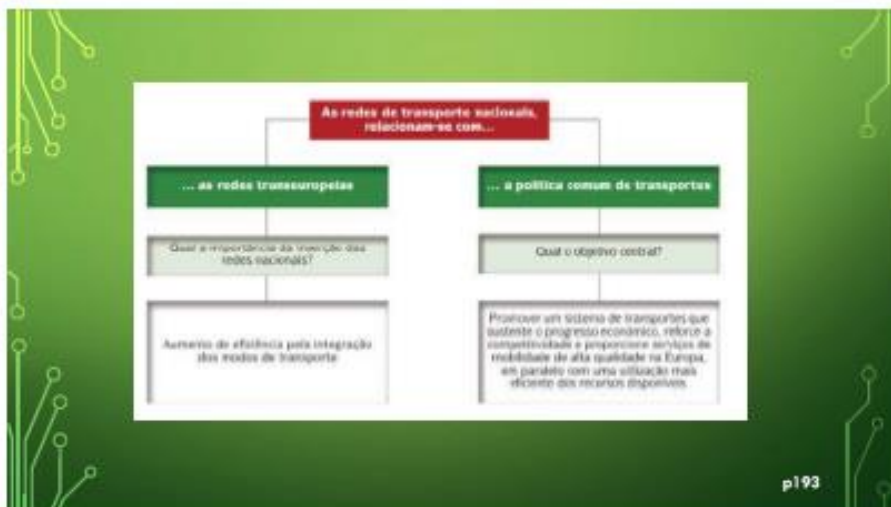 As redes de transporte nacionais,
relacionam-se com...
... as redes transeuropeias
Qual a importância da inserção das
redes nacionais?
Aumento de eficiência pela integração
dos modos de transporte
... a política comum de transportes
Qual o objetivo central?
Promover um sistema de transportes que
sustente o progresso económico, reforce a
competitividade e proporcione serviços de
mobilidade de alta qualidade na Europa,
em paralelo com uma utilização mais
eficiente dos recursos disponíveis
p193